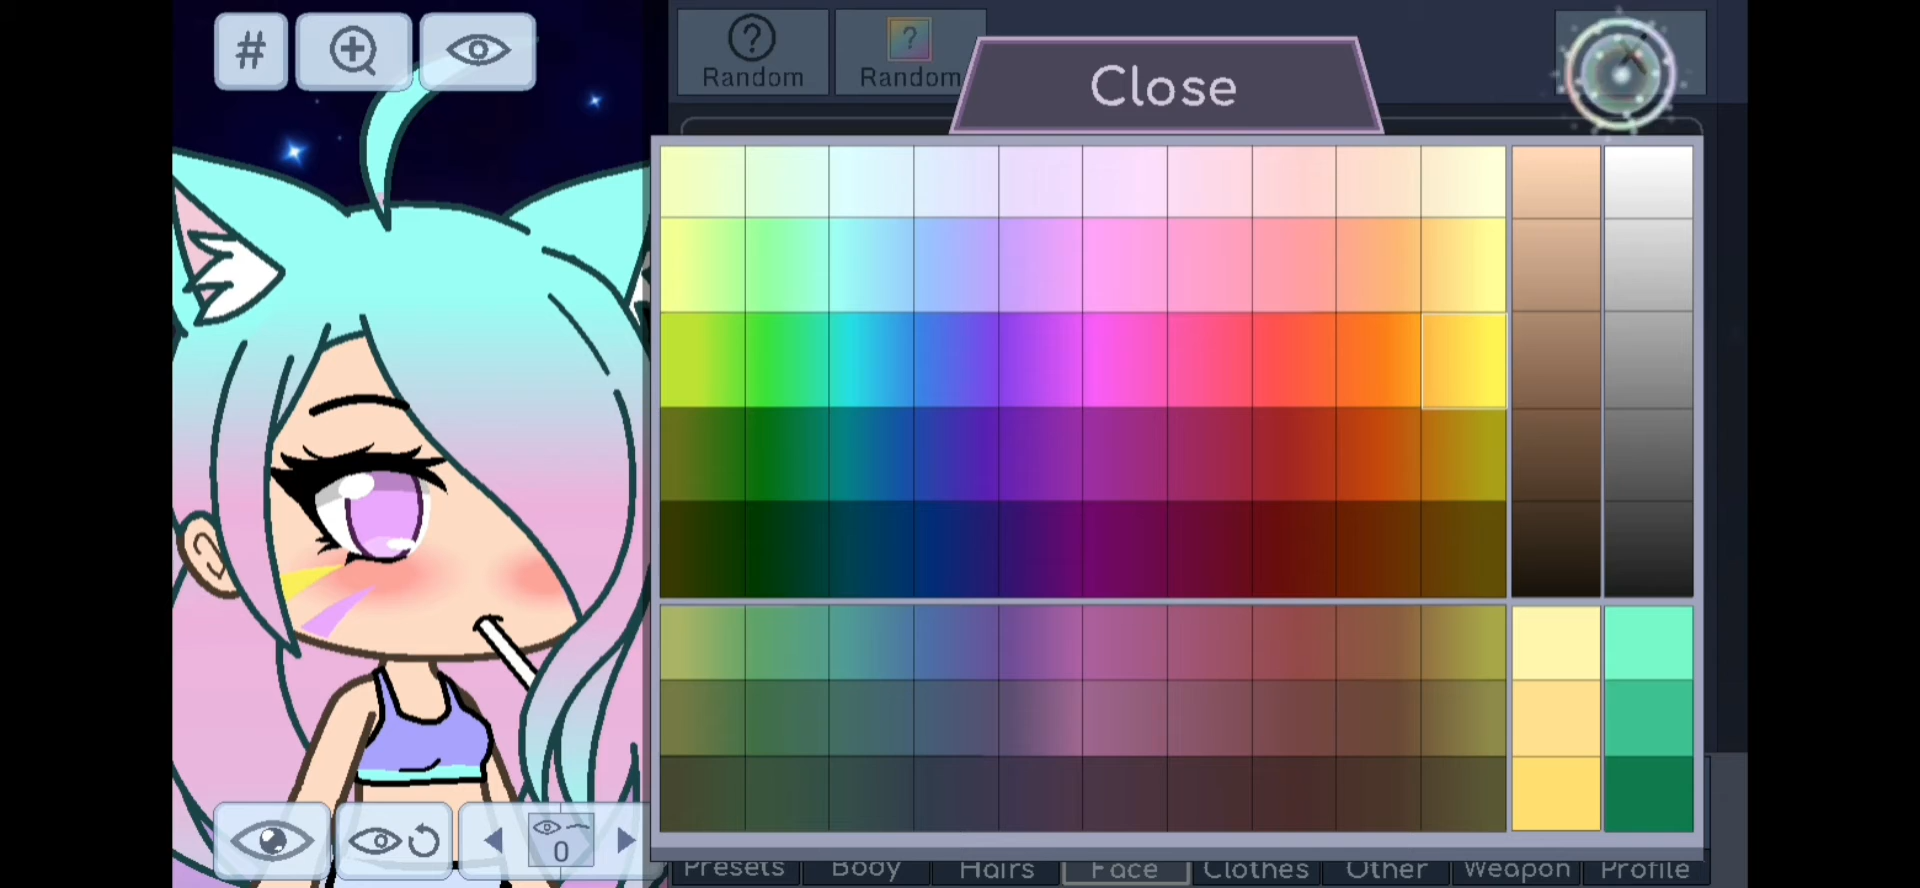 #
?
?
Random
Random
Close
0
Presets
Body
Hairs
Face
Clothes
Other
Weapon
Profile